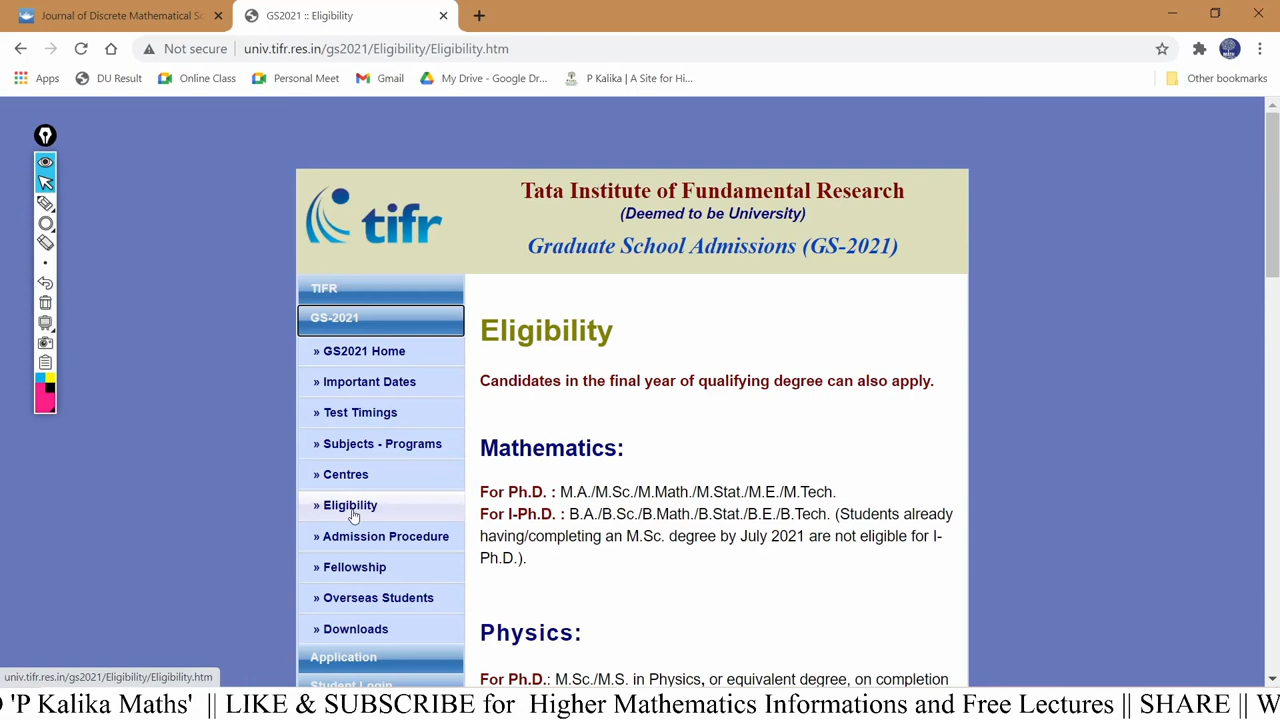 Journal of Discrete Mathematical Sc
GS2021 :: Eligibility
Not secure
univ.tifr.res.in/gs2021/Eligibility/Eligibility.htm
Apps
DU Result
Online Class
Personal Meet
Gmail
My Drive - Google Dr...
P Kalika | A Site for Hi...
Other bookmarks
tifr
Tata Institute of Fundamental Research
(Deemed to be University)
Graduate School Admissions (GS-2021)
TIFR
GS-2021
» GS2021 Home
» Important Dates
» Test Timings
» Subjects - Programs
» Centres
» Eligibility
» Admission Procedure
» Fellowship
» Overseas Students
» Downloads
Application
Student Login
Eligibility
Candidates in the final year of qualifying degree can also apply.
Mathematics:
For Ph.D. : M.A./M.Sc./M.Math./M.Stat./M.E./M.Tech.
For I-Ph.D. : B.A./B.Sc./B.Math./B.Stat./B.E./B.Tech. (Students already
having/completing an M.Sc. degree by July 2021 are not eligible for I-
Ph.D.).
Physics:
For Ph.D.: M.Sc./M.S. in Physics, or equivalent degree, on completion
univ.tifr.res.in/gs2021/Eligibility/Eligibility.htm
'P Kalika Maths' || LIKE & SUBSCRIBE for Higher Mathematics Informations and Free Lectures || SHARE || W